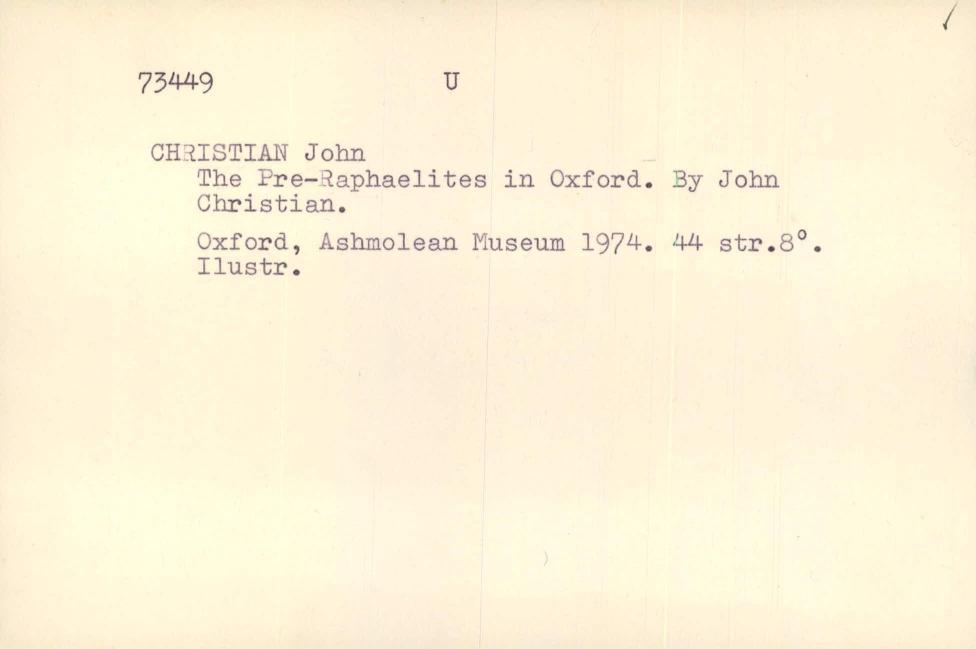 73449 U
CHRISTIAN John
The Pre-Raphaelites in Oxford. By John
Christian.
Oxford, Ashmolean Museum 1974. 44 str.8°.
Ilustr.